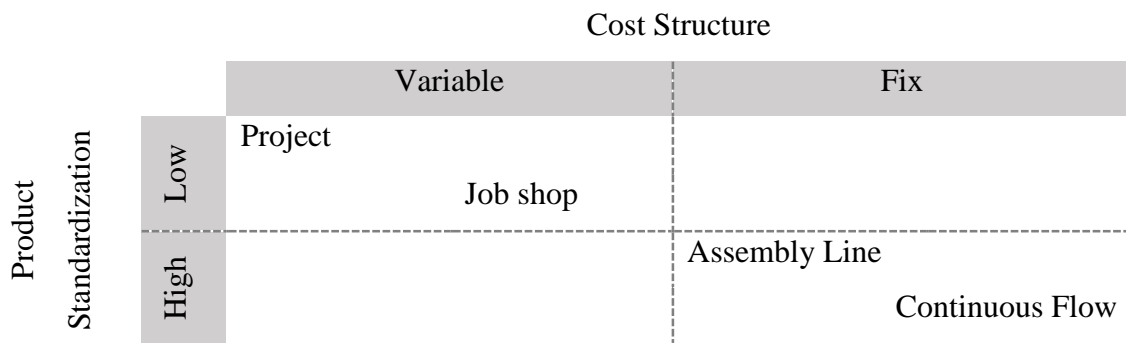 Cost Structure
Variable Fix
Product
Standardization
Low
Project
Job shop
High
Assembly Line
Continuous Flow